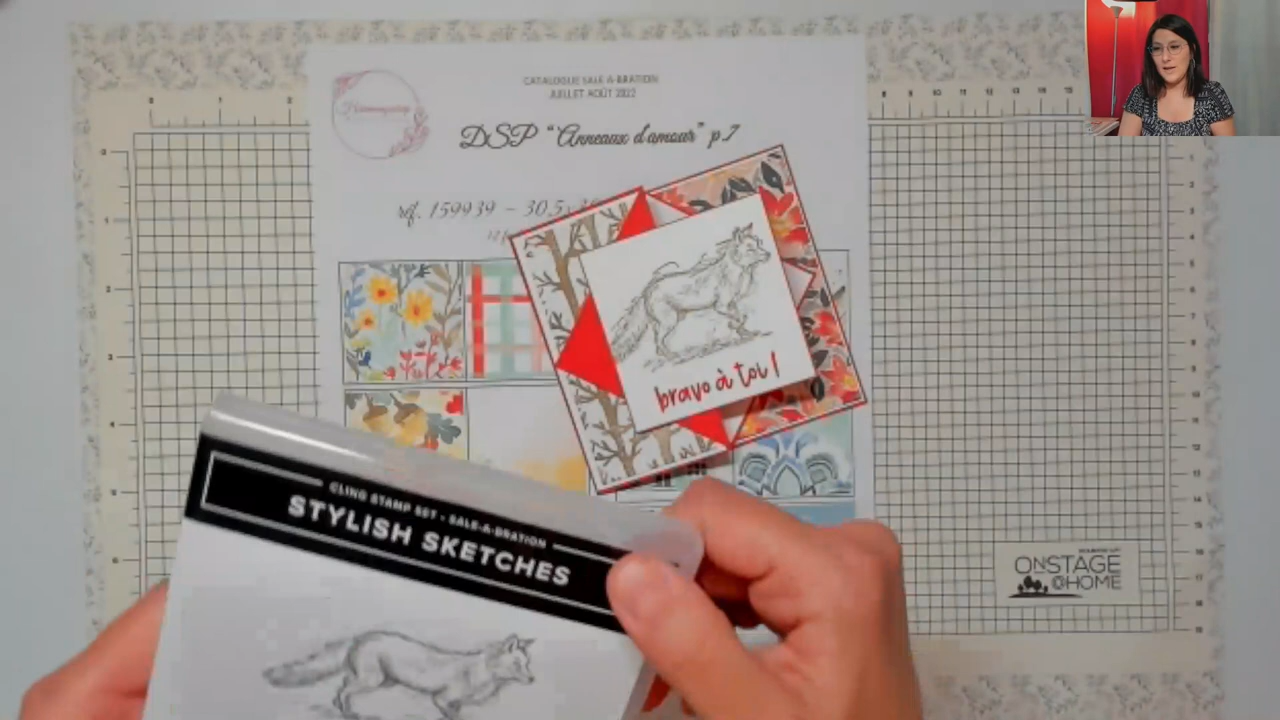 CATALOGUE SALE-A-BRATION
JUILLET AOÛT 2022
DSP "Anneaux d'amour" p.7
réf. 159939 - 30,5x
bravo à toi !
CLING STAMP SET • SALE-A-BRATION
STYLISH SKETCHES
ONSTAGE
@HOME